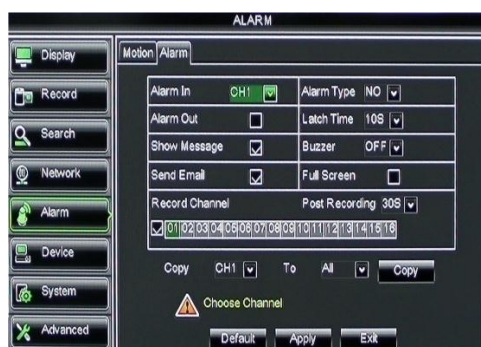 ALARM
Display
Record
Search
Network
Alarm
Device
System
Advanced
Motion Alarm
Alarm In CH1 Alarm Type NO
Alarm Out Latch Time 10S
Show Message Buzzer OFF
Send Email Full Screen
Record Channel Post Recording 30S
01 02 03 04 05 06 07 08 09 10 11 12 13 14 15 16
Copy CH1 To All Copy
Choose Channel
Default Apply Exit